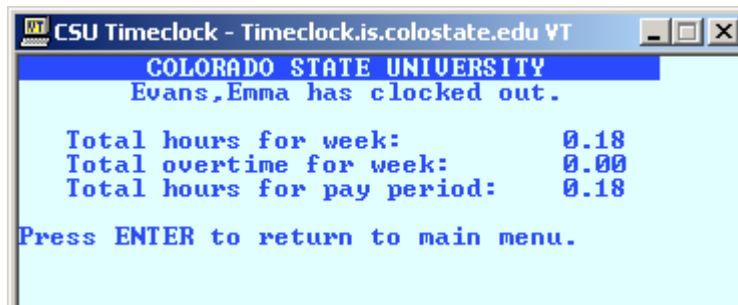 CSU Timeclock - Timeclock.is.colostate.edu VT
COLORADO STATE UNIVERSITY
Evans,Emma has clocked out.
Total hours for week: 0.18
Total overtime for week: 0.00
Total hours for pay period: 0.18
Press ENTER to return to main menu.